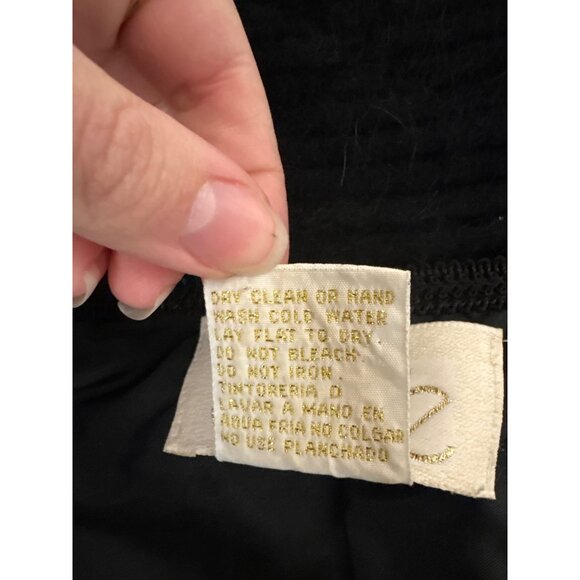 DRY CLEAN OR HAND
WASH COLD WATER
LAY FLAT TO DRY.
DO NOT BLEACH
DO NOT IRON.
TINTORERIA O
LAVAR A MANO EN
AGUA FRIA NO COLGAR
NO USE PLANCHADO